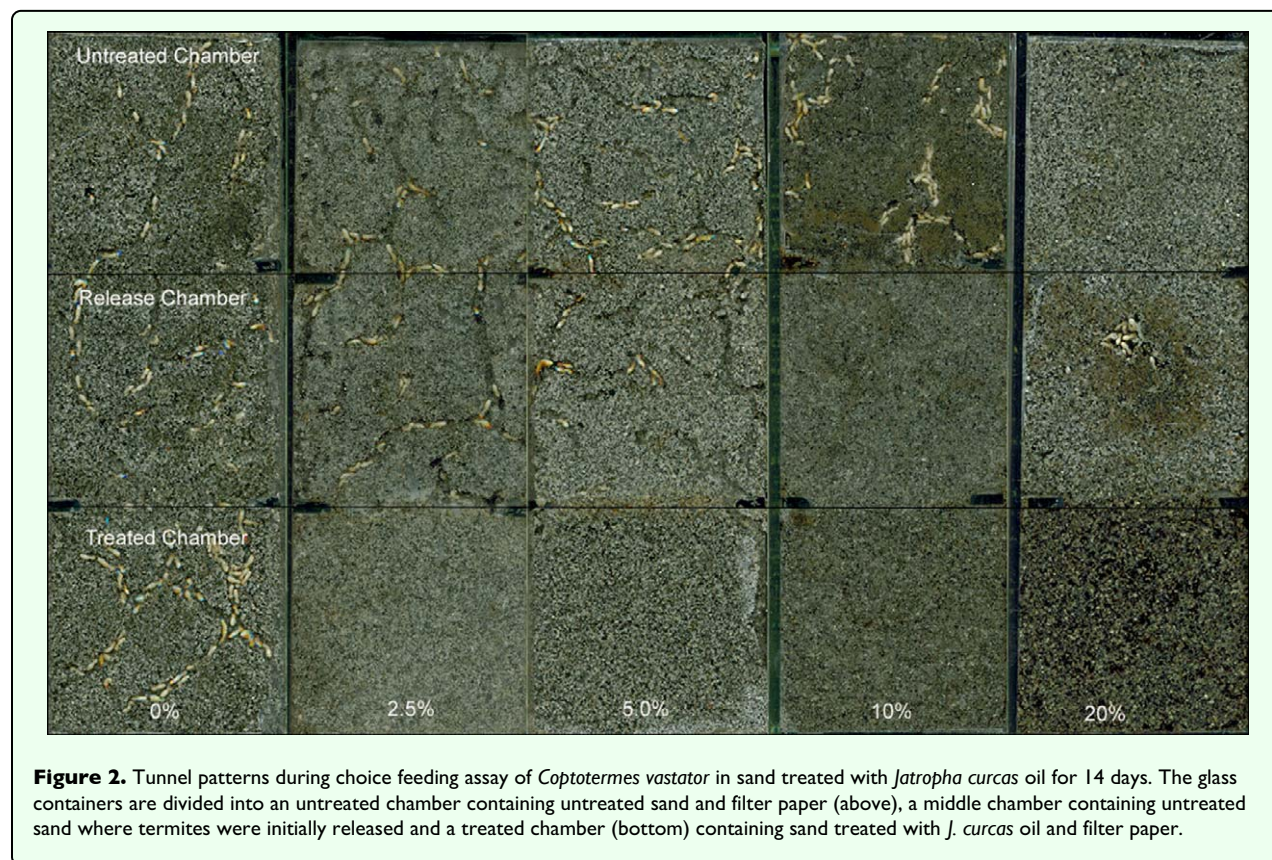 Untreated Chamber
Release Chamber
Treated Chamber
0%
2.5%
5.0%
10%
20%
Figure 2. Tunnel patterns during choice feeding assay of Coptotermes vastator in sand treated with Jatropha curcas oil for 14 days. The glass
containers are divided into an untreated chamber containing untreated sand and filter paper (above), a middle chamber containing untreated
sand where termites were initially released and a treated chamber (bottom) containing sand treated with J. curcas oil and filter paper.